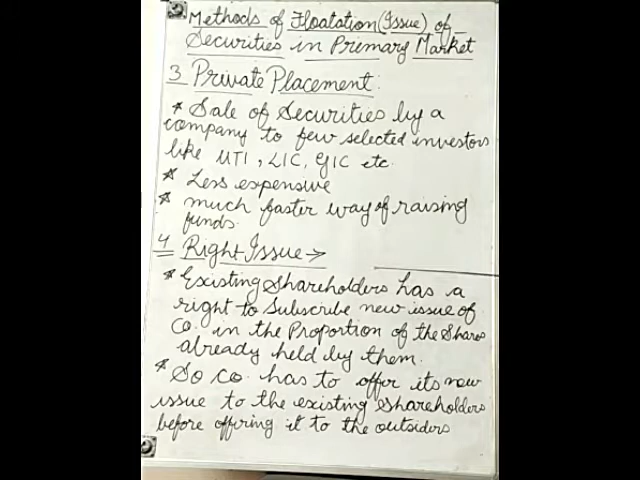 Methods of Floatation (Issue) of
Securities in Primary Market
3 Private Placement:
* Sale of Securities by a
company to few selected investors
like UTI, LIC, GIC etc.
* Less expensive
* much faster way of raising
funds.
4 Right Issue →
* Existing Shareholders has a
right to Subscribe new issue of
Co. in the Proportion of the Shares
already held by them.
* So Co. has to offer its new
issue to the existing shareholders
before offering it to the outsiders